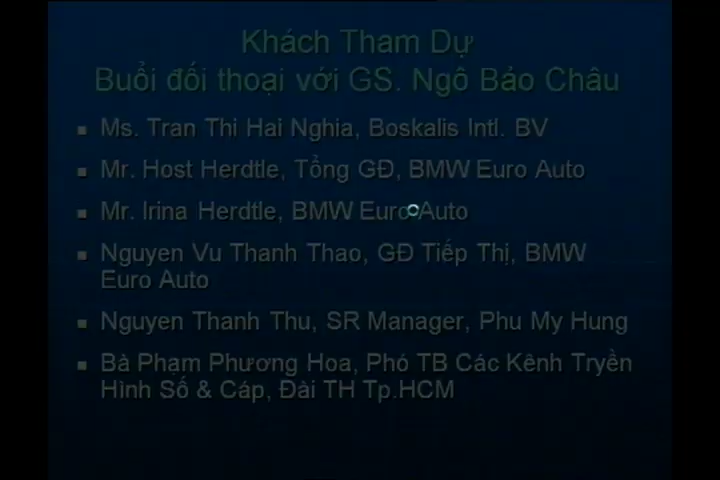 Khách Tham Dự
Buổi đối thoại với GS. Ngô Bảo Châu
Ms. Tran Thi Hai Nghia, Boskalis Intl. BV
Mr. Host Herdtle, Tổng GĐ, BMW Euro Auto
Mr. Irina Herdtle, BMW Euro Auto
Nguyen Vu Thanh Thao, GĐ Tiếp Thị, BMW
Euro Auto
Nguyen Thanh Thu, SR Manager, Phu My Hung
Bà Phạm Phương Hoa, Phó TB Các Kênh Tryền
Hình Số & Cáp, Đài TH Tp.HCM